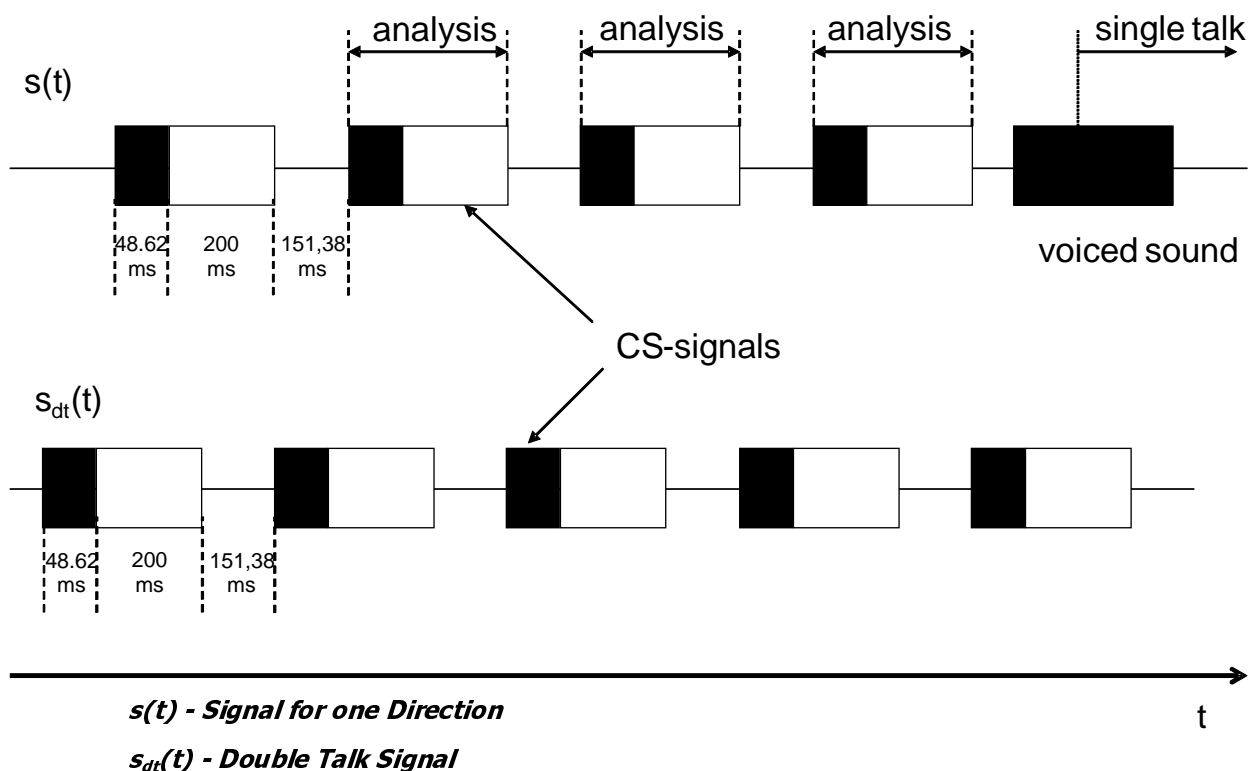 analysis analysis analysis single talk
s(t)
48.62 200 151,38
ms ms ms
voiced sound
CS-signals
sdt(t)
48.62 200 151,38
ms ms ms
s(t) - Signal for one Direction
t
sdt(t) - Double Talk Signal